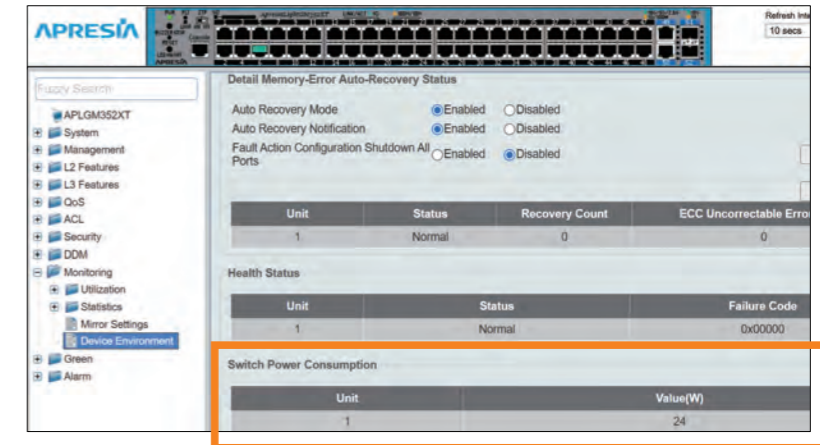 APRESIA
Refresh Inte
10 secs
Fuzzy Search
APLGM352XT
System
Management
L2 Features
L3 Features
QoS
ACL
Security
DDM
Monitoring
Utilization
Statistics
Mirror Settings
Device Environment
Green
Alarm
Detail Memory-Error Auto-Recovery Status
Auto Recovery Mode Enabled Disabled
Auto Recovery Notification Enabled Disabled
Fault Action Configuration Shutdown All Ports Enabled Disabled
Unit Status Recovery Count ECC Uncorrectable Erro
1 Normal 0 0
Health Status
Unit Status Failure Code
1 Normal 0x00000
Switch Power Consumption
Unit Value(W)
1 24